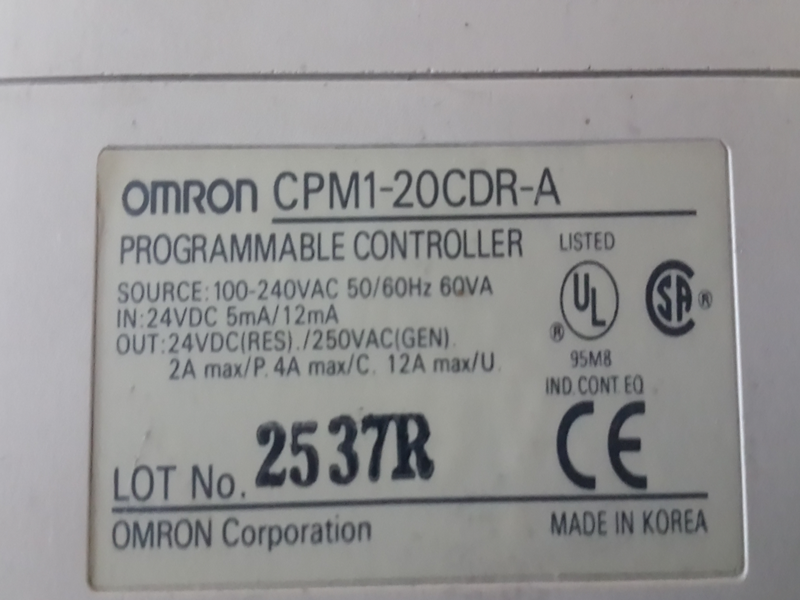 OMRON CPM1-20CDR-A
PROGRAMMABLE CONTROLLER
SOURCE: 100-240VAC 50/60Hz 60VA
IN: 24VDC 5mA/12mA
OUT: 24VDC(RES)./250VAC(GEN).
2A max/P. 4A max/C. 12A max/U.
LISTED
UL ® SA ®
95M8
IND. CONT. EQ
CE
LOT No. 2537R
OMRON Corporation
MADE IN KOREA